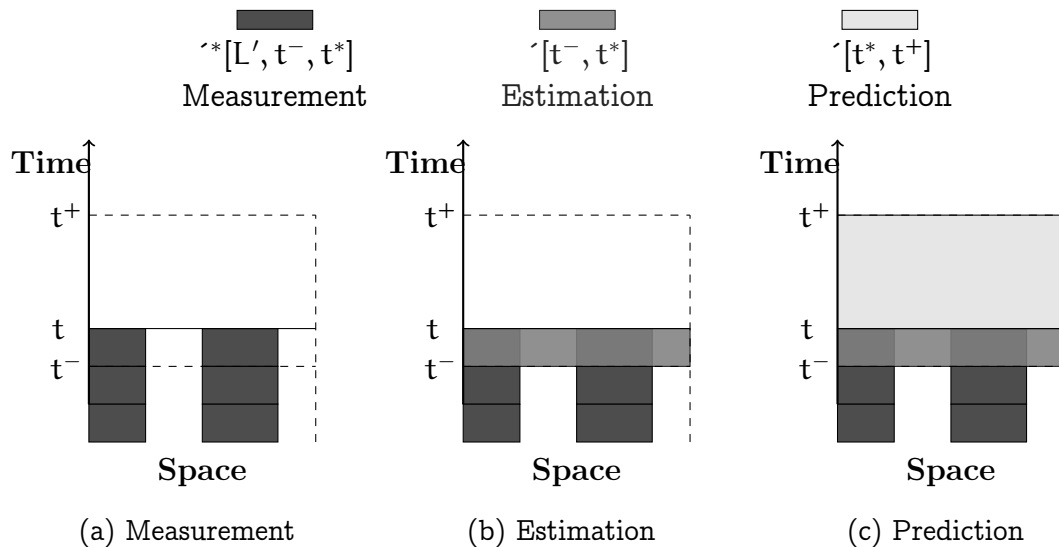 ´*[L′, t⁻, t*] ´[t⁻, t*] ´[t*, t⁺]
Measurement Estimation Prediction
Time Time Time
t⁺ t⁺ t⁺
t t t
t⁻ t⁻ t⁻
Space Space Space
(a) Measurement (b) Estimation (c) Prediction